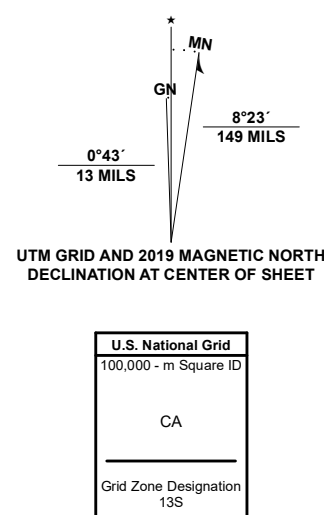 ★
MN
GN
8°23´
149 MILS
0°43´
13 MILS
UTM GRID AND 2019 MAGNETIC NORTH
DECLINATION AT CENTER OF SHEET
U.S. National Grid
100,000 - m Square ID
CA
Grid Zone Designation
13S